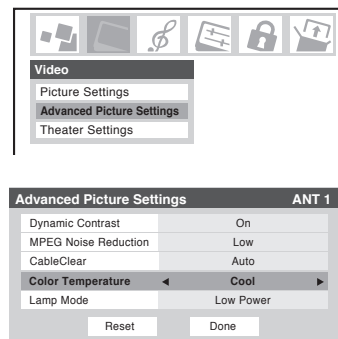 Video
Picture Settings
Advanced Picture Settings
Theater Settings
Advanced Picture Settings ANT 1
Dynamic Contrast On
MPEG Noise Reduction Low
CableClear Auto
Color Temperature Cool
Lamp Mode Low Power
Reset Done